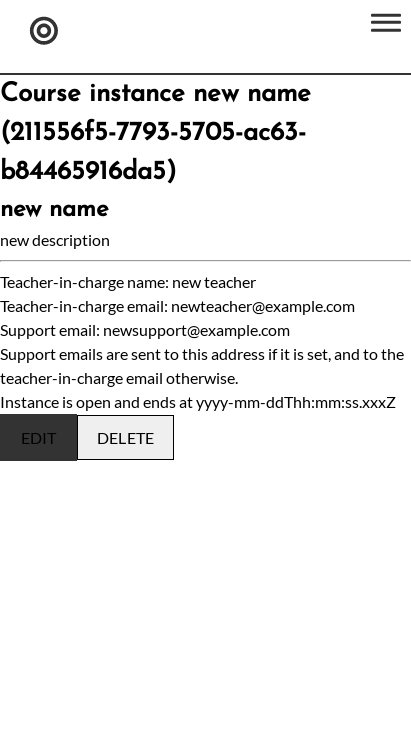 Course instance new name
(211556f5-7793-5705-ac63-
b84465916da5)
new name
new description
Teacher-in-charge name: new teacher
Teacher-in-charge email: newteacher@example.com
Support email: newsupport@example.com
Support emails are sent to this address if it is set, and to the
teacher-in-charge email otherwise.
Instance is open and ends at yyyy-mm-ddThh:mm:ss.xxxZ
EDIT DELETE